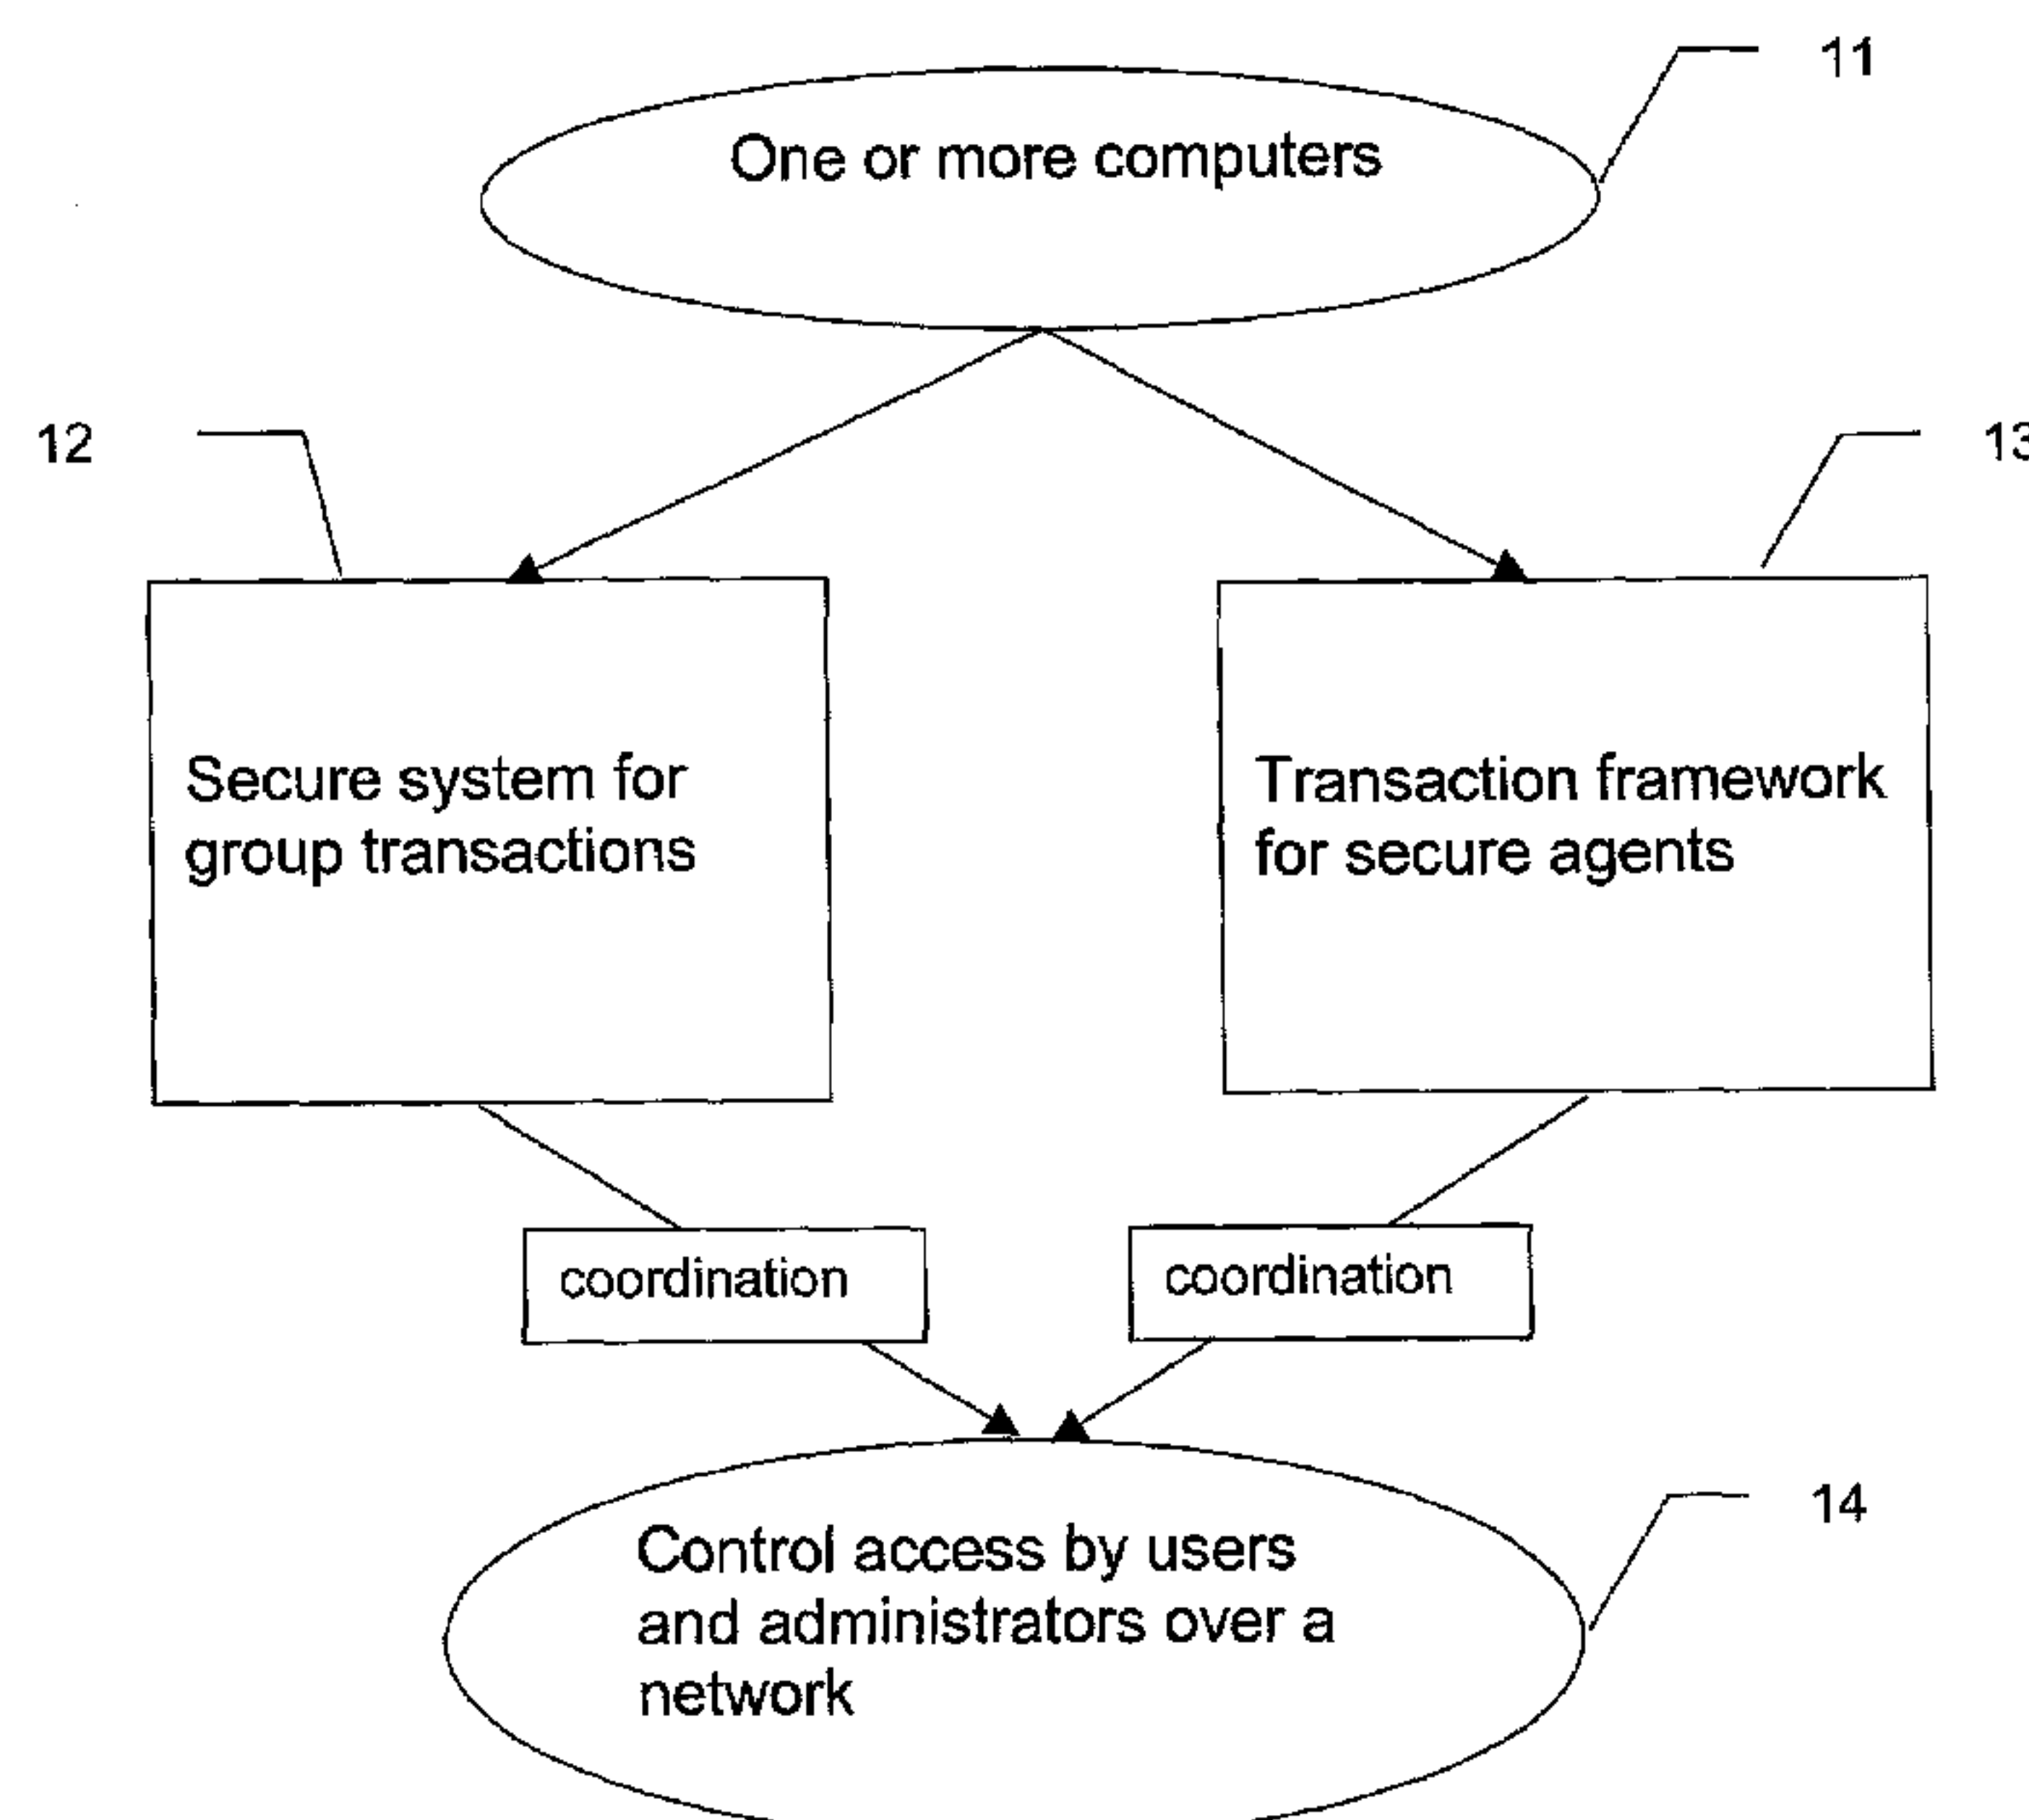 11
One or more computers
12
13
Secure system for
group transactions
Transaction framework
for secure agents
coordination
coordination
14
Control access by users
and administrators over a
network